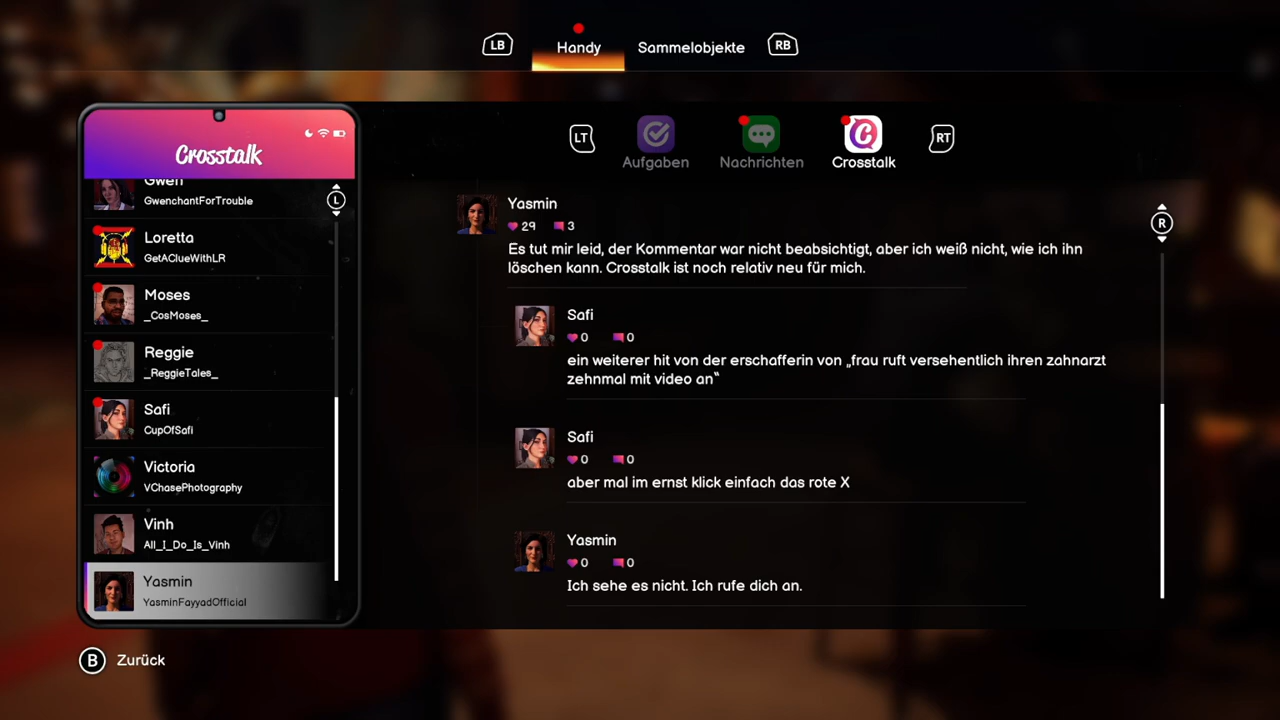 LB
Handy
Sammelobjekte
RB
Crosstalk
LT
Aufgaben
Nachrichten
Crosstalk
RT
Gwen
GwenchantForTrouble
L
Loretta
GetAClueWithLR
Moses
_CosMoses_
Reggie
_ReggieTales_
Safi
CupOfSafi
Victoria
VChasePhotography
Vinh
All_I_Do_Is_Vinh
Yasmin
YasminFayyadOfficial
Yasmin
29 3
Es tut mir leid, der Kommentar war nicht beabsichtigt, aber ich weiß nicht, wie ich ihn
löschen kann. Crosstalk ist noch relativ neu für mich.
R
Safi
0 0
ein weiterer hit von der erschafferin von „frau ruft versehentlich ihren zahnarzt
zehnmal mit video an“
Safi
0 0
aber mal im ernst klick einfach das rote X
Yasmin
0 0
Ich sehe es nicht. Ich rufe dich an.
B Zurück